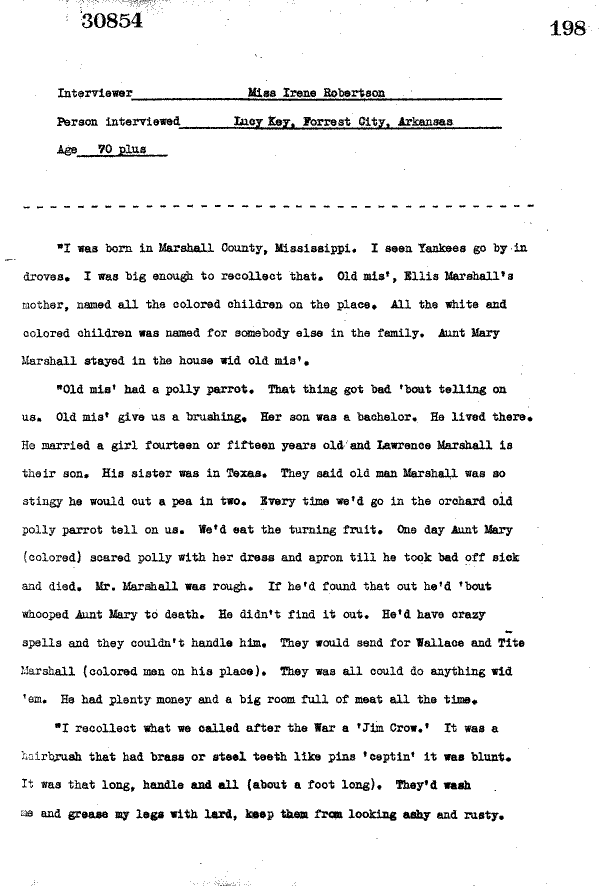 30854
198
Interviewer Miss Irene Robertson
Person interviewed Lucy Key, Forrest City, Arkansas
Age 70 plus
- - - - - - - - - - - - - - - - - - - - - - - - - - - - - - - - - - - - - -
"I was born in Marshall County, Mississippi. I seen Yankees go by in
droves. I was big enough to recollect that. Old mis', Ellis Marshall's
mother, named all the colored children on the place. All the white and
colored children was named for somebody else in the family. Aunt Mary
Marshall stayed in the house wid old mis'.
"Old mis' had a polly parrot. That thing got bad 'bout telling on
us. Old mis' give us a brushing. Her son was a bachelor. He lived there.
He married a girl fourteen or fifteen years old and Lawrence Marshall is
their son. His sister was in Texas. They said old man Marshall was so
stingy he would cut a pea in two. Every time we'd go in the orchard old
polly parrot tell on us. We'd eat the turning fruit. One day Aunt Mary
(colored) scared polly with her dress and apron till he took bad off sick
and died. Mr. Marshall was rough. If he'd found that out he'd 'bout
whooped Aunt Mary to death. He didn't find it out. He'd have crazy
spells and they couldn't handle him. They would send for Wallace and Tite
Marshall (colored men on his place). They was all could do anything wid
'em. He had plenty money and a big room full of meat all the time.
"I recollect what we called after the War a 'Jim Crow.' It was a
hairbrush that had brass or steel teeth like pins 'ceptin' it was blunt.
It was that long, handle and all (about a foot long). They'd wash
me and grease my legs with lard, keep them from looking ashy and rusty.